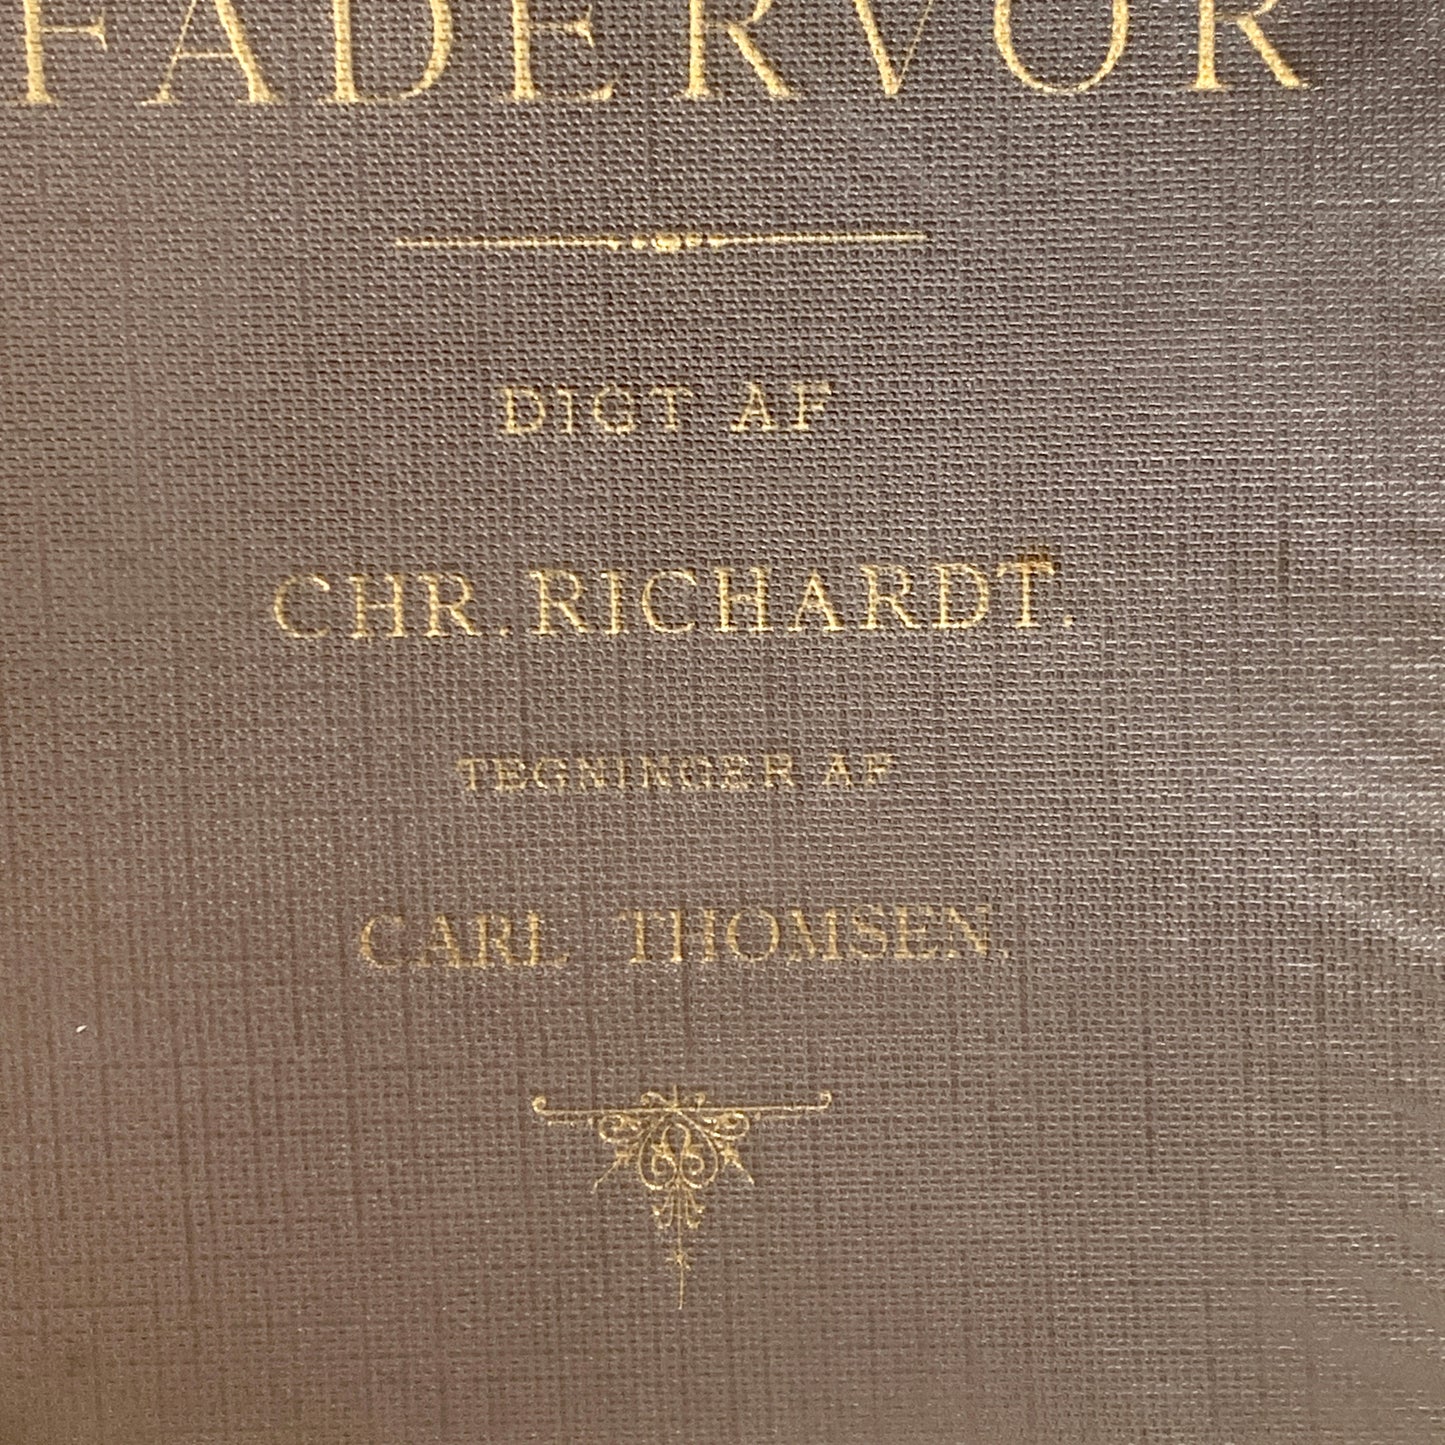 FADERVOR
DIGT AF
CHR. RICHARDT.
TEGNINGER AF
CARL THOMSEN.